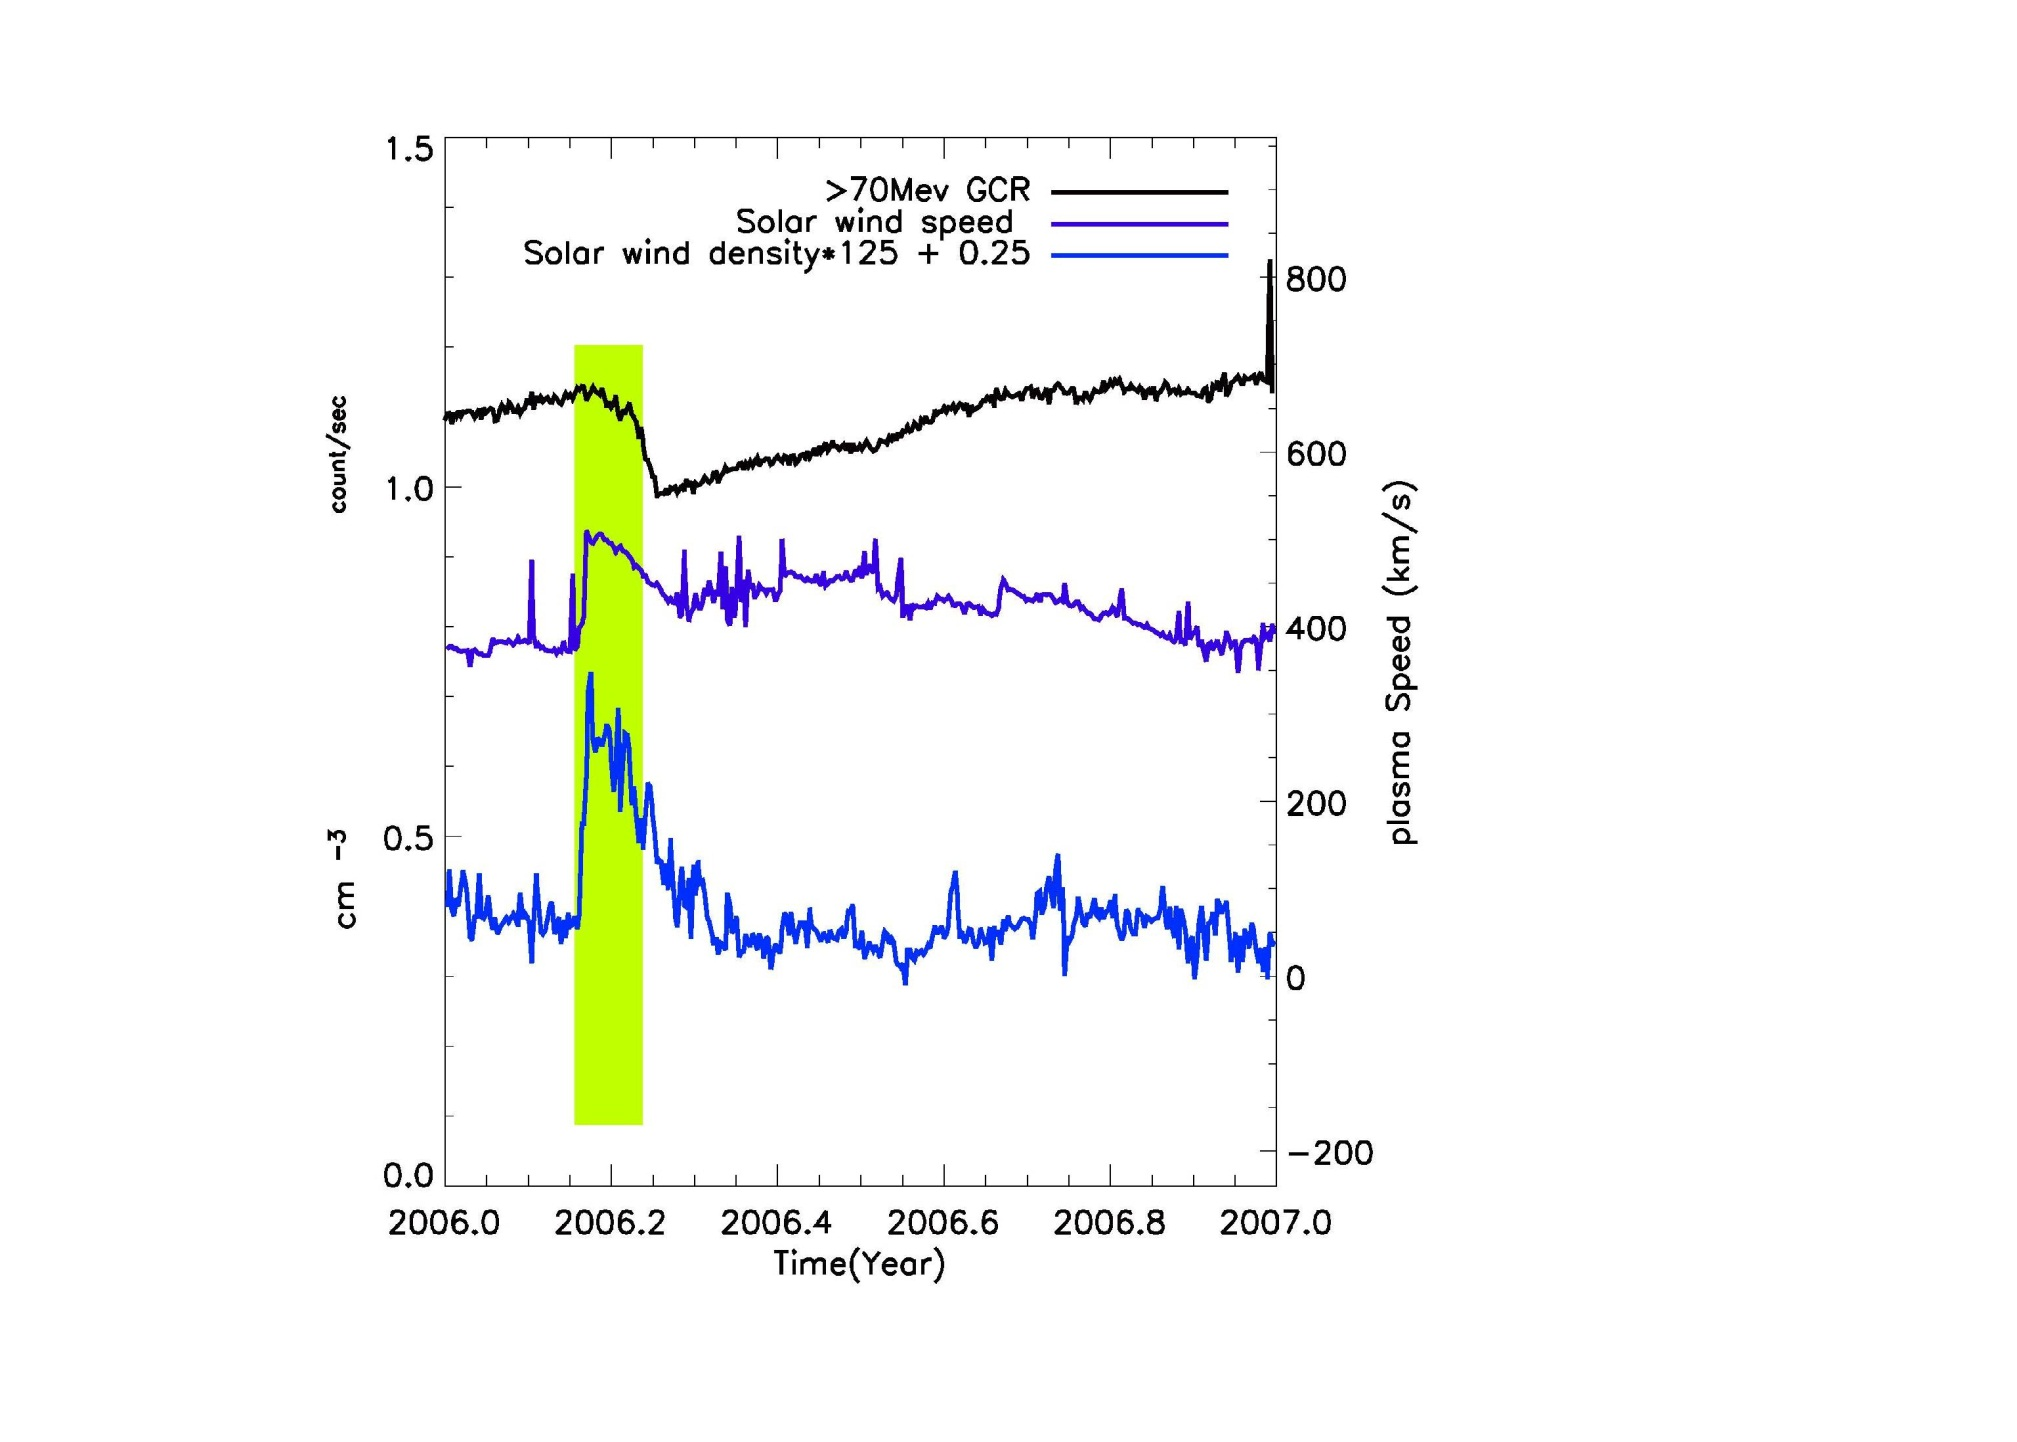 1.5
>70Mev GCR
Solar wind speed
Solar wind density*125 + 0.25
800
600
count/sec
1.0
400
plasma Speed (km/s)
200
0.5
cm -3
0
-200
0.0
2006.0 2006.2 2006.4 2006.6 2006.8 2007.0
Time(Year)